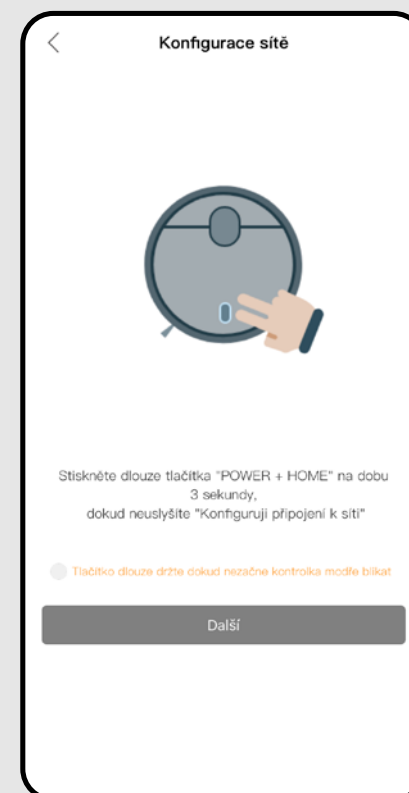 Konfigurace sítě
Stiskněte dlouze tlačítka "POWER + HOME" na dobu
3 sekundy,
dokud neuslyšíte "Konfiguruji připojení k síti"
Tlačítko dlouze držte dokud nezačne kontrolka modře blikat
Další